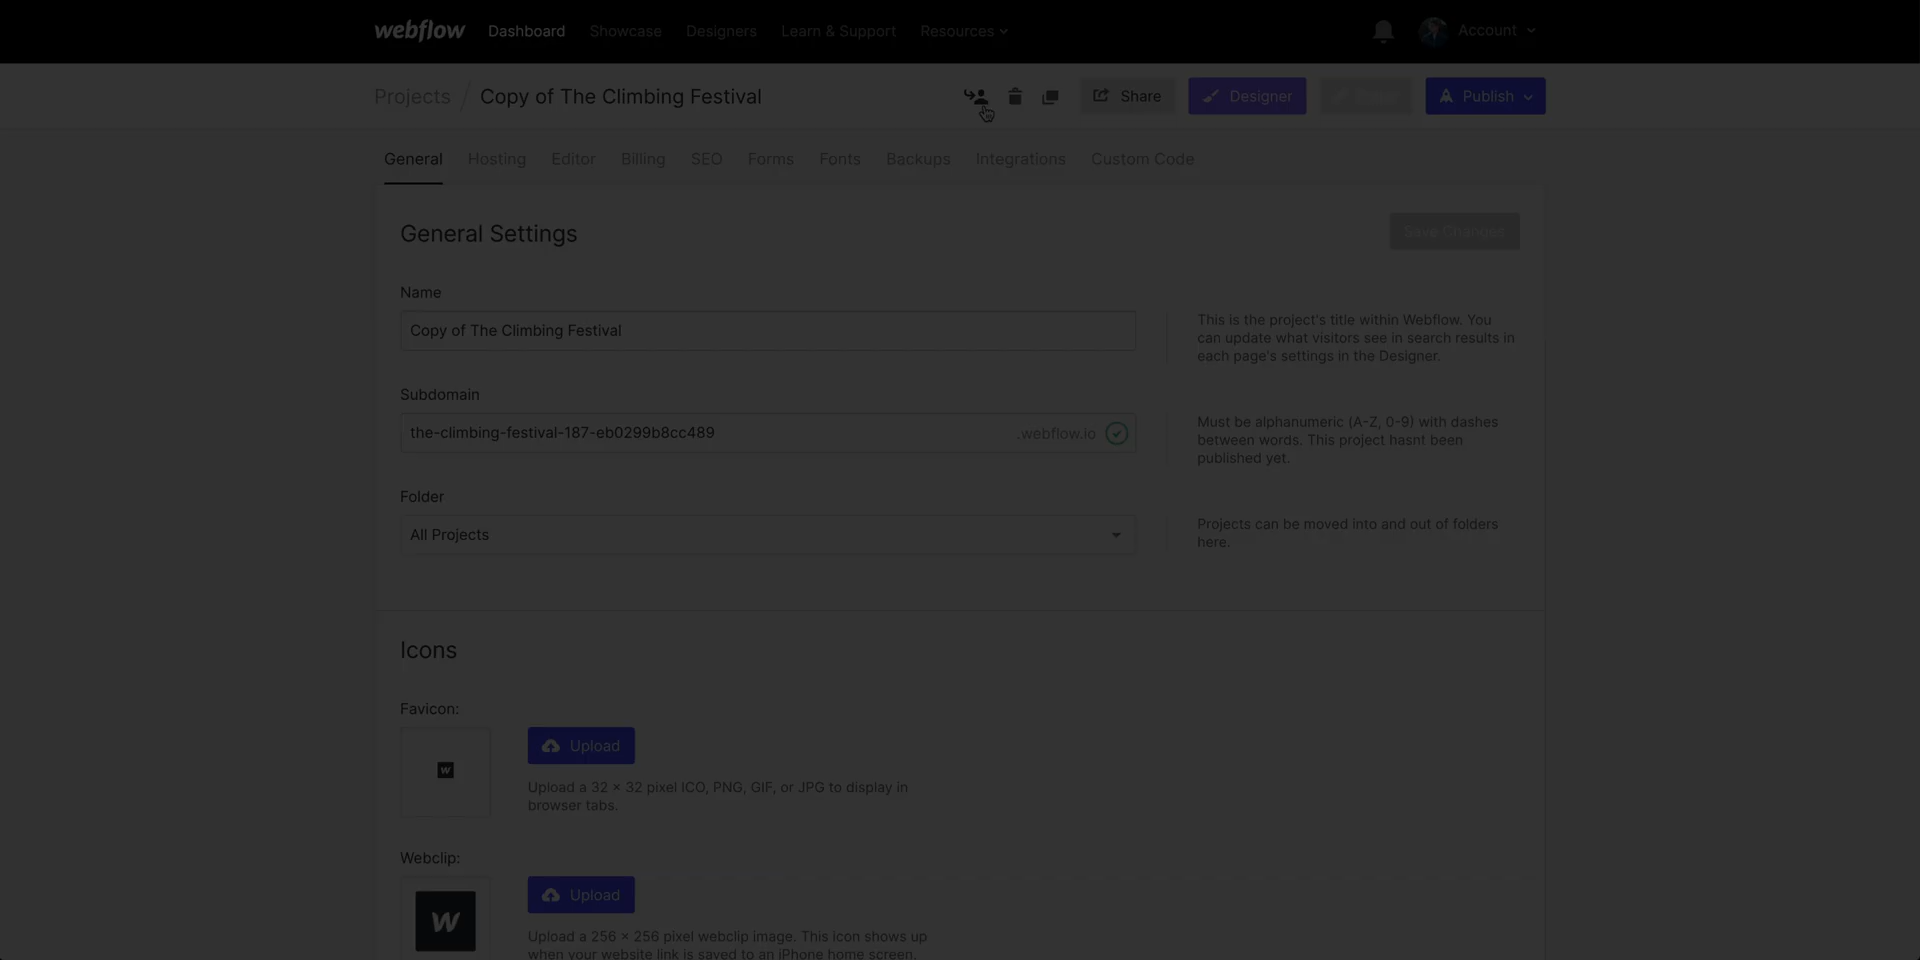 webflow Dashboard Showcase Designers Learn & Support Resources Account
Projects / Copy of The Climbing Festival Share Designer Publish
General Hosting Editor Billing SEO Forms Fonts Backups Integrations Custom Code
General Settings Save Changes
Name
Copy of The Climbing Festival
This is the project's title within Webflow. You
can update what visitors see in search results in
each page's settings in the Designer.
Subdomain
the-climbing-festival-187-eb0299b8cc489 .webflow.io
Must be alphanumeric (A-Z, 0-9) with dashes
between words. This project hasnt been
published yet.
Folder
All Projects
Projects can be moved into and out of folders
here.
Icons
Favicon:
W
Upload
Upload a 32 × 32 pixel ICO, PNG, GIF, or JPG to display in
browser tabs.
Webclip:
W
Upload
Upload a 256 × 256 pixel webclip image. This icon shows up
when your website link is saved to an iPhone home screen.